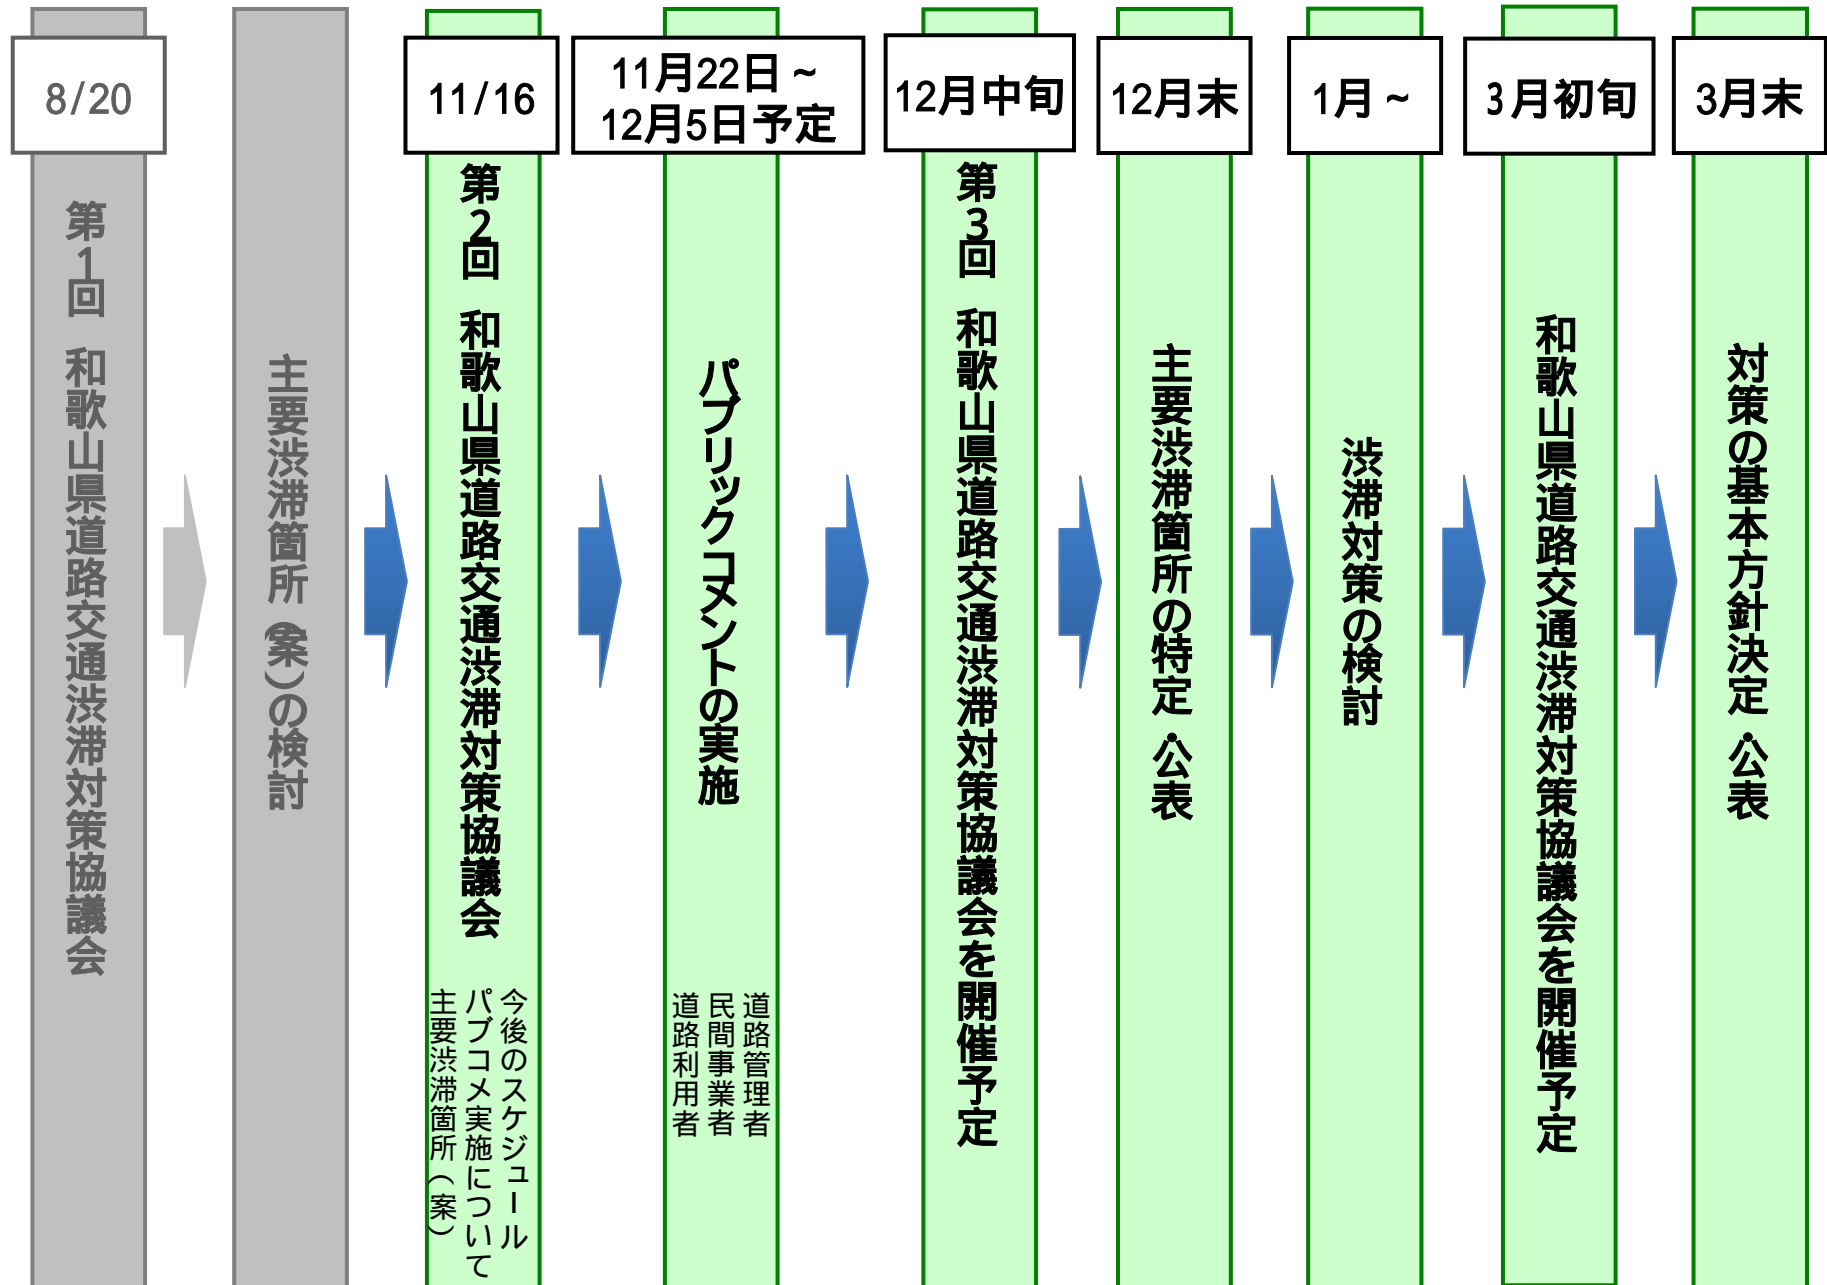 8/20
第1回 和歌山県道路交通渋滞対策協議会
主要渋滞箇所(案)の検討
11/16
第2回 和歌山県道路交通渋滞対策協議会
今後のスケジュール
パブコメ実施について
主要渋滞箇所(案)
11月22日~
12月5日予定
パブリックコメントの実施
道路管理者
民間事業者
道路利用者
12月中旬
第3回 和歌山県道路交通渋滞対策協議会を開催予定
12月末
主要渋滞箇所の特定・公表
1月~
渋滞対策の検討
3月初旬
和歌山県道路交通渋滞対策協議会を開催予定
3月末
対策の基本方針決定・公表